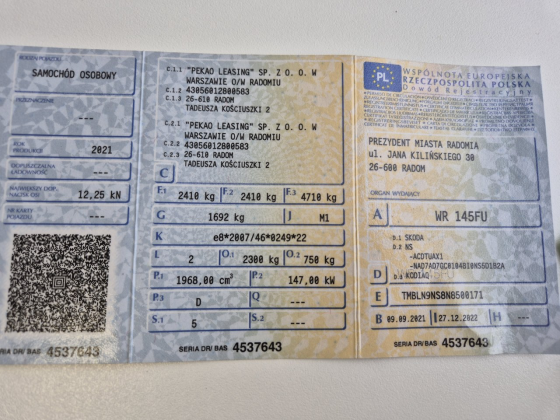 RODZAJ POJAZDU
SAMOCHÓD OSOBOWY
PRZEZNACZENIE
---
ROK
PRODUKCJI 2021
DOPUSZCZALNA
ŁADOWNOŚĆ ---
NAJWIĘKSZY DOP.
NACISK OSI 12,25 kN
NR KARTY
POJAZDU ---
SERIA DR/BAS 4537643
C.1.1 "PEKAO LEASING" SP. Z O. O. W
WARSZAWIE O/W RADOMIU
C.1.2 43056012800583
C.1.3 26-610 RADOM
TADEUSZA KOŚCIUSZKI 2
C.2.1 "PEKAO LEASING" SP. Z O. O. W
WARSZAWIE O/W RADOMIU
C.2.2 43056012800583
C.2.3 26-610 RADOM
TADEUSZA KOŚCIUSZKI 2
C
F.1 2410 kg F.2 2410 kg F.3 4710 kg
G 1692 kg J M1
K e8*2007/46*0249*22
L 2 O.1 2300 kg O.2 750 kg
P.1 1968,00 cm³ P.2 147,00 kW
P.3 D Q ---
S.1 5 S.2 ---
SERIA DR/BAS 4537643
PL WSPÓLNOTA EUROPEJSKA
RZECZPOSPOLITA POLSKA
Dowód Rejestracyjny
PREZYDENT MIASTA RADOMIA
ul. JANA KILIŃSKIEGO 30
26-600 RADOM
ORGAN WYDAJĄCY
A WR 145FU
D.1 SKODA
D.2 NS
-ACDTUAX1
D D.3 KODIAQ
E TMBLN9NS8N8500171
B 09.09.2021 I 27.12.2022 H ---
SERIA DR/BAS 4537643